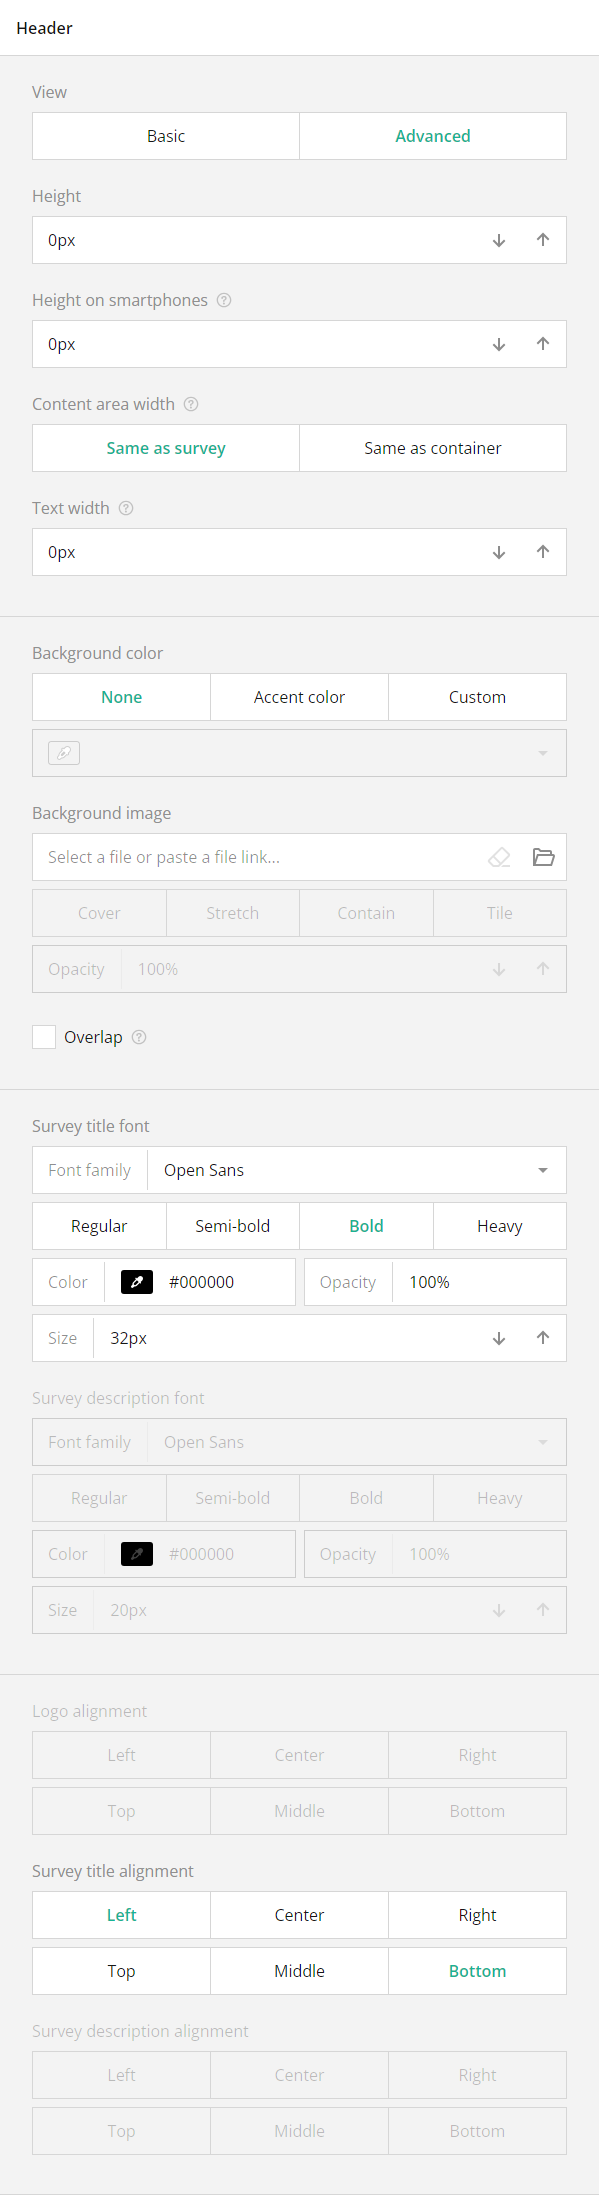 Header
View
Basic Advanced
Height
0px
Height on smartphones ?
0px
Content area width ?
Same as survey Same as container
Text width ?
0px
Background color
None Accent color Custom
Background image
Select a file or paste a file link...
Cover Stretch Contain Tile
Opacity 100%
Overlap ?
Survey title font
Font family Open Sans
Regular Semi-bold Bold Heavy
Color #000000 Opacity 100%
Size 32px
Survey description font
Font family Open Sans
Regular Semi-bold Bold Heavy
Color #000000 Opacity 100%
Size 20px
Logo alignment
Left Center Right
Top Middle Bottom
Survey title alignment
Left Center Right
Top Middle Bottom
Survey description alignment
Left Center Right
Top Middle Bottom